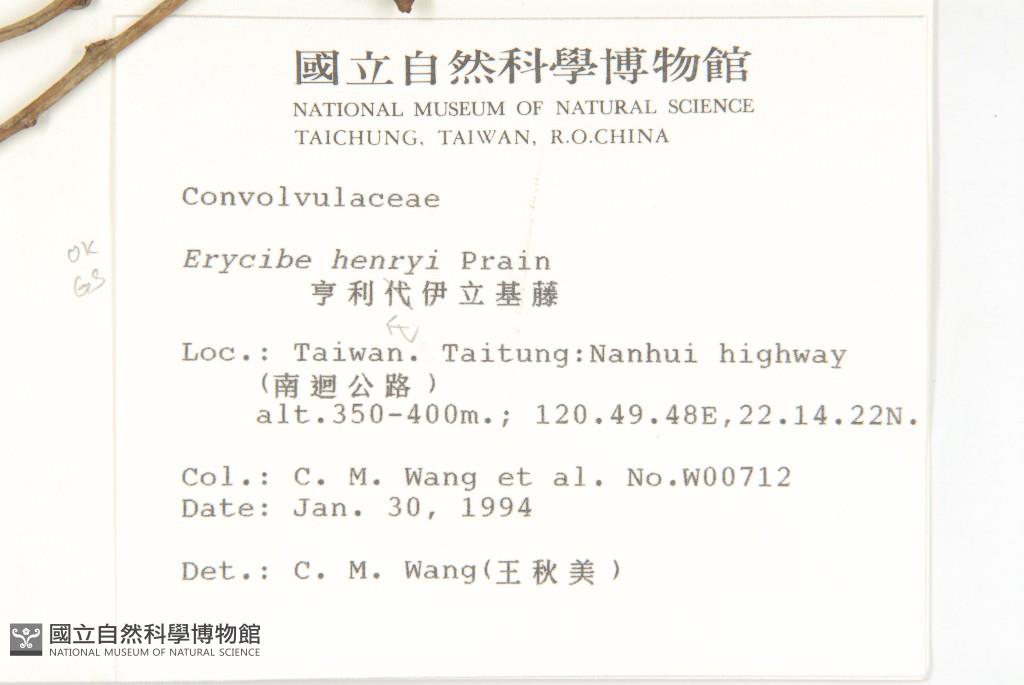 國立自然科學博物館
NATIONAL MUSEUM OF NATURAL SCIENCE
TAICHUNG, TAIWAN, R.O.CHINA
Convolvulaceae
OK
GS
Erycibe henryi Prain
亨利代伊立基藤
Loc.: Taiwan. Taitung:Nanhui highway
(南迴公路)
alt.350-400m.; 120.49.48E,22.14.22N.
Col.: C. M. Wang et al. No.W00712
Date: Jan. 30, 1994
Det.: C. M. Wang(王秋美)
國立自然科學博物館
NATIONAL MUSEUM OF NATURAL SCIENCE